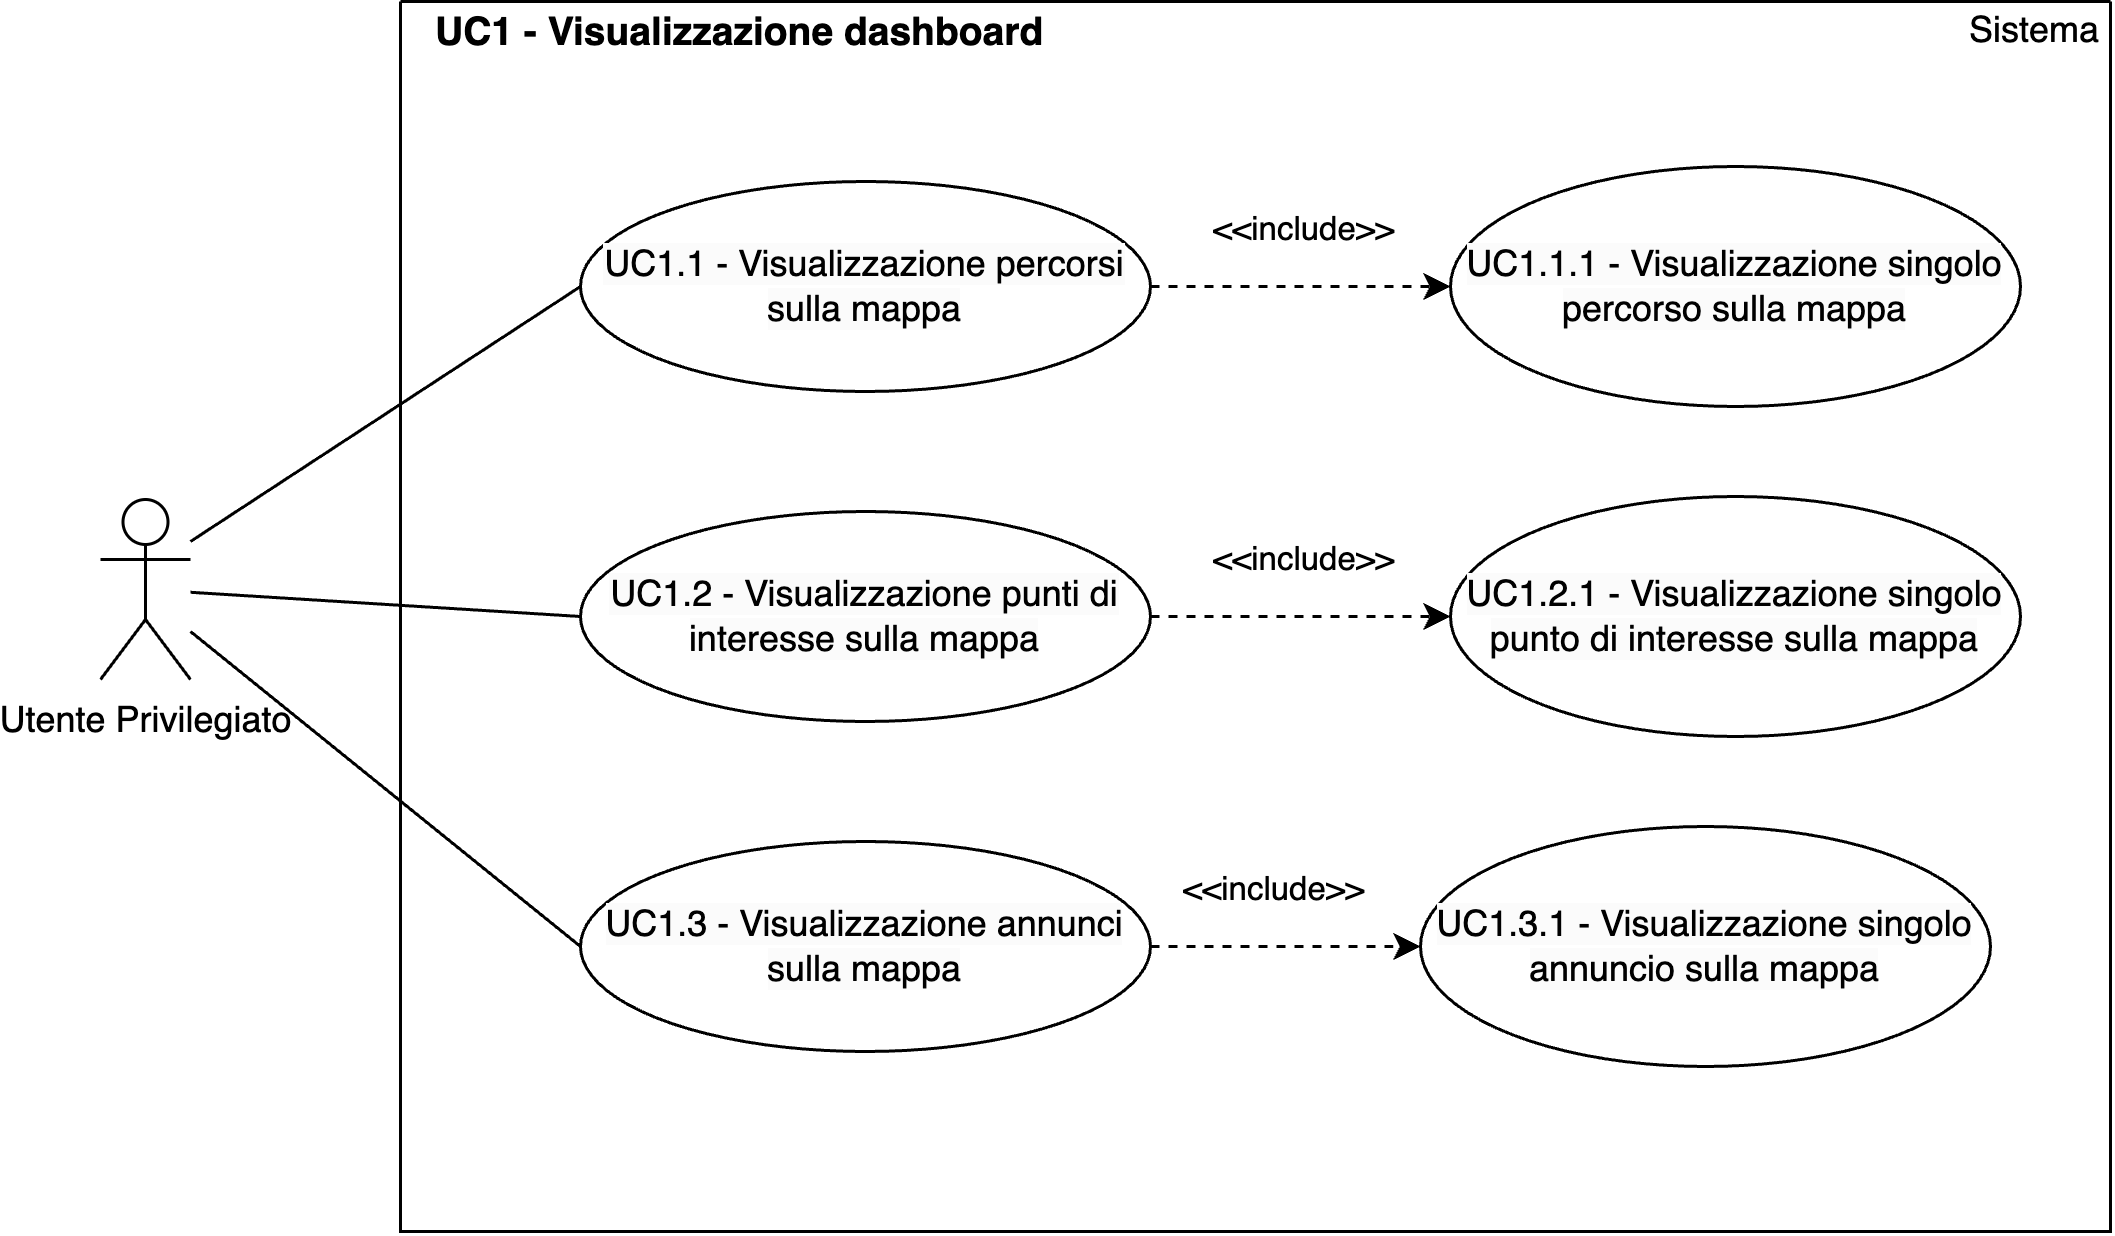 UC1 - Visualizzazione dashboard
Sistema
<<include>>
UC1.1 - Visualizzazione percorsi
sulla mappa
UC1.1.1 - Visualizzazione singolo
percorso sulla mappa
<<include>>
UC1.2 - Visualizzazione punti di
interesse sulla mappa
UC1.2.1 - Visualizzazione singolo
punto di interesse sulla mappa
Utente Privilegiato
<<include>>
UC1.3 - Visualizzazione annunci
sulla mappa
UC1.3.1 - Visualizzazione singolo
annuncio sulla mappa